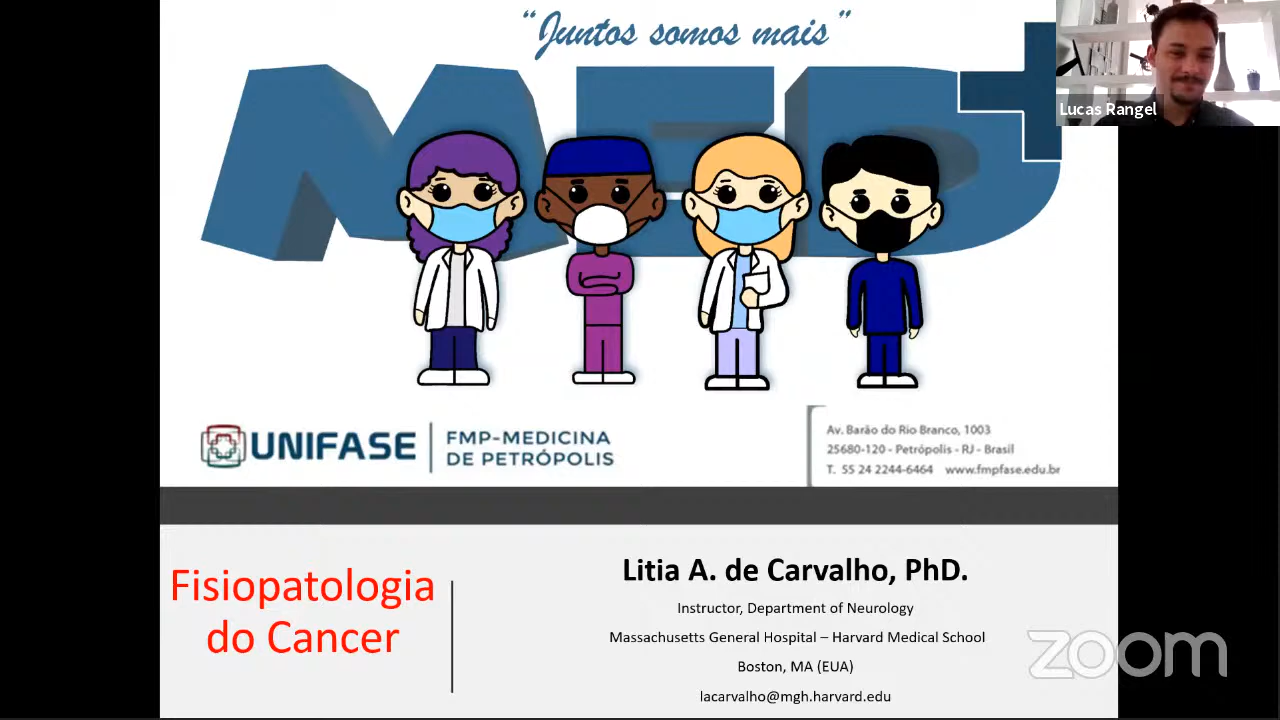 “Juntos somos mais”
MED+
Lucas Rangel
UNIFASE
FMP-MEDICINA
DE PETRÓPOLIS
Av. Barão do Rio Branco, 1003
25680-120 - Petrópolis - RJ - Brasil
T. 55 24 2244-6464 www.fmpfase.edu.br
Fisiopatologia
do Cancer
Litia A. de Carvalho, PhD.
Instructor, Department of Neurology
Massachusetts General Hospital – Harvard Medical School
Boston, MA (EUA)
lacarvalho@mgh.harvard.edu
zoom